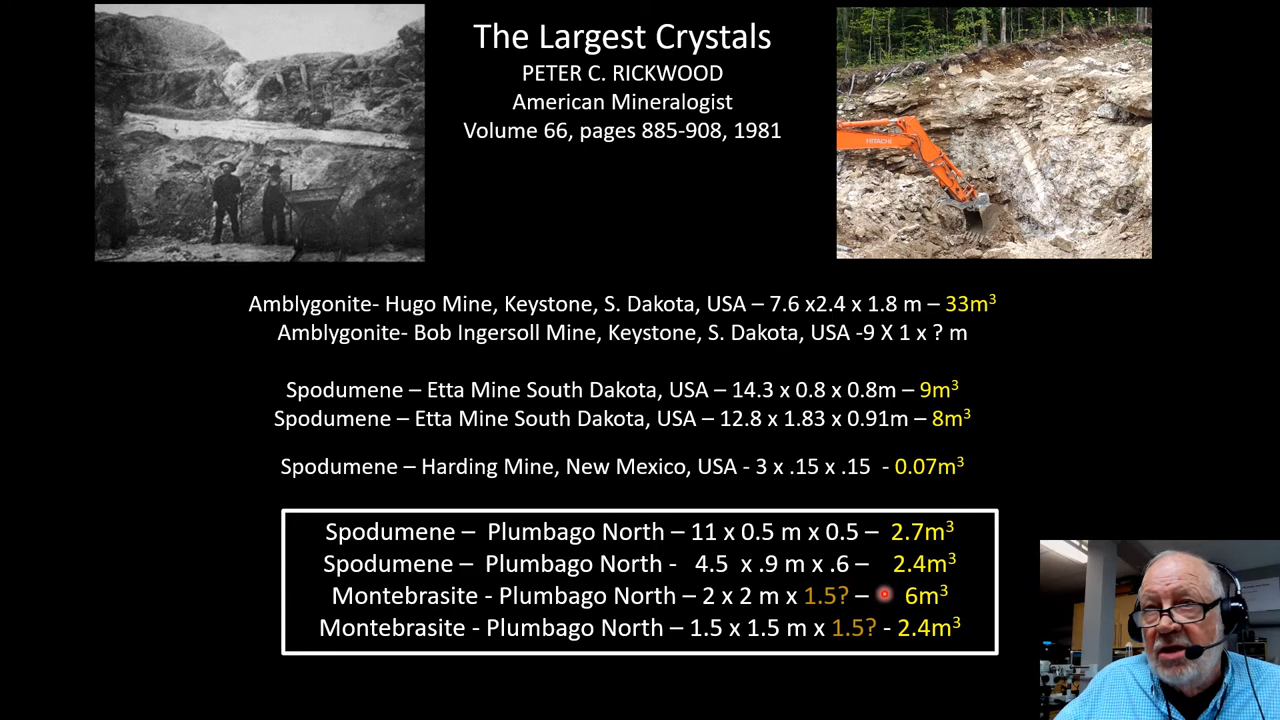 The Largest Crystals
PETER C. RICKWOOD
American Mineralogist
Volume 66, pages 885-908, 1981
HITACHI
Amblygonite- Hugo Mine, Keystone, S. Dakota, USA – 7.6 x2.4 x 1.8 m – 33m³
Amblygonite- Bob Ingersoll Mine, Keystone, S. Dakota, USA -9 X 1 x ? m
Spodumene – Etta Mine South Dakota, USA – 14.3 x 0.8 x 0.8m – 9m³
Spodumene – Etta Mine South Dakota, USA – 12.8 x 1.83 x 0.91m – 8m³
Spodumene – Harding Mine, New Mexico, USA - 3 x .15 x .15 - 0.07m³
Spodumene – Plumbago North – 11 x 0.5 m x 0.5 – 2.7m³
Spodumene – Plumbago North - 4.5 x .9 m x .6 – 2.4m³
Montebrasite - Plumbago North – 2 x 2 m x 1.5? – 6m³
Montebrasite - Plumbago North – 1.5 x 1.5 m x 1.5? - 2.4m³